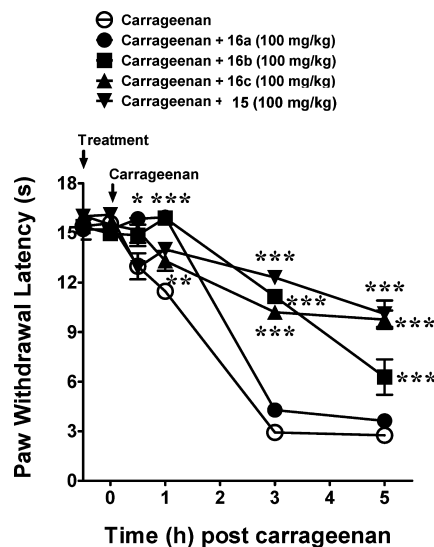 Carrageenan
Carrageenan + 16a (100 mg/kg)
Carrageenan + 16b (100 mg/kg)
Carrageenan + 16c (100 mg/kg)
Carrageenan + 15 (100 mg/kg)
Treatment
Carrageenan
Paw Withdrawal Latency (s)
18
15
12
9
6
3
0
* ***
**
***
***
***
***
***
***
0 1 2 3 4 5
Time (h) post carrageenan